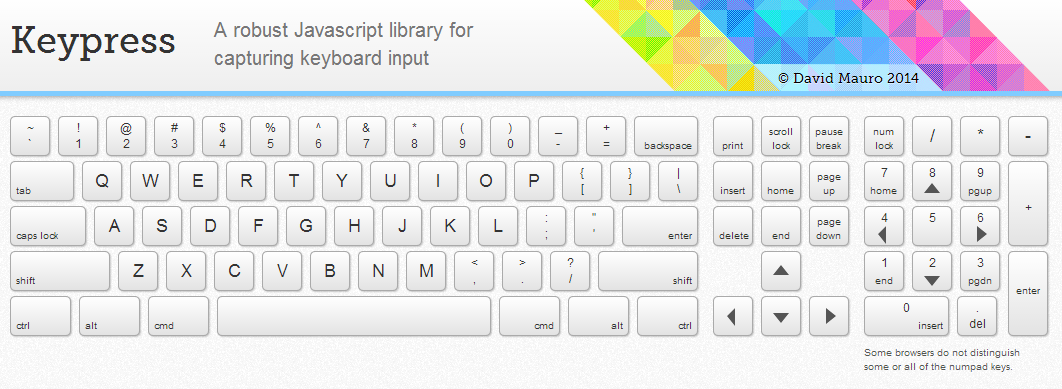 Keypress
A robust Javascript library for
capturing keyboard input
© David Mauro 2014
~ ! @ # $ % ^ & * ( ) _ +
` 1 2 3 4 5 6 7 8 9 0 - = backspace
print scroll lock pause break
num lock / * -
tab Q W E R T Y U I O P { [ } ] | \
insert home page up
7 home 8 9 pgup +
caps lock A S D F G H J K L : ; " ' enter
delete end page down
4 5 6
shift Z X C V B N M < , > . ? / shift
1 end 2 3 pgdn enter
ctrl alt cmd cmd alt ctrl
0 insert . del
Some browsers do not distinguish
some or all of the numpad keys.